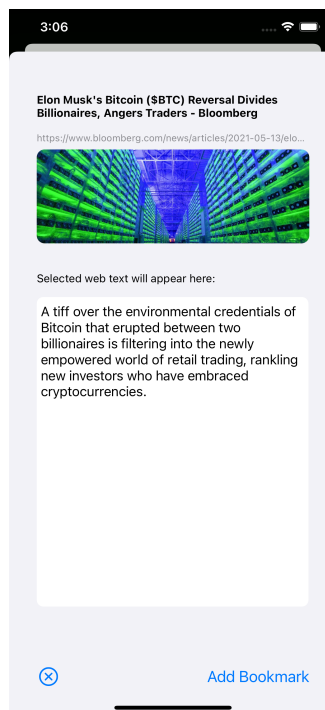 3:06
Elon Musk's Bitcoin ($BTC) Reversal Divides
Billionaires, Angers Traders - Bloomberg
https://www.bloomberg.com/news/articles/2021-05-13/elo...
Selected web text will appear here:
A tiff over the environmental credentials of
Bitcoin that erupted between two
billionaires is filtering into the newly
empowered world of retail trading, rankling
new investors who have embraced
cryptocurrencies.
Add Bookmark